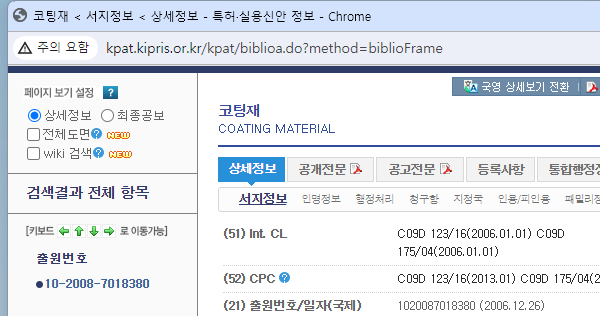 코팅재 < 서지정보 < 상세정보 - 특허·실용신안 정보 - Chrome
주의 요함 kpat.kipris.or.kr/kpat/biblioa.do?method=biblioFrame
페이지 보기 설정 ?
상세정보 최종공보
전체도면 ? NEW
wiki 검색 ? NEW
검색결과 전체 항목
[키보드 ← ↑ ↓ → 로 이동가능]
출원번호
●10-2008-7018380
국영 상세보기 전환
코팅재
COATING MATERIAL
상세정보 공개전문 공고전문 등록사항 통합행정
서지정보 인명정보 행정처리 청구항 지정국 인용/피인용 패밀리정
(51) Int. CL C09D 123/16(2006.01.01) C09D
175/04(2006.01.01)
(52) CPC ? C09D 123/16(2013.01) C09D 175/04(2
(21) 출원번호/일자(국제) 1020087018380 (2006.12.26)